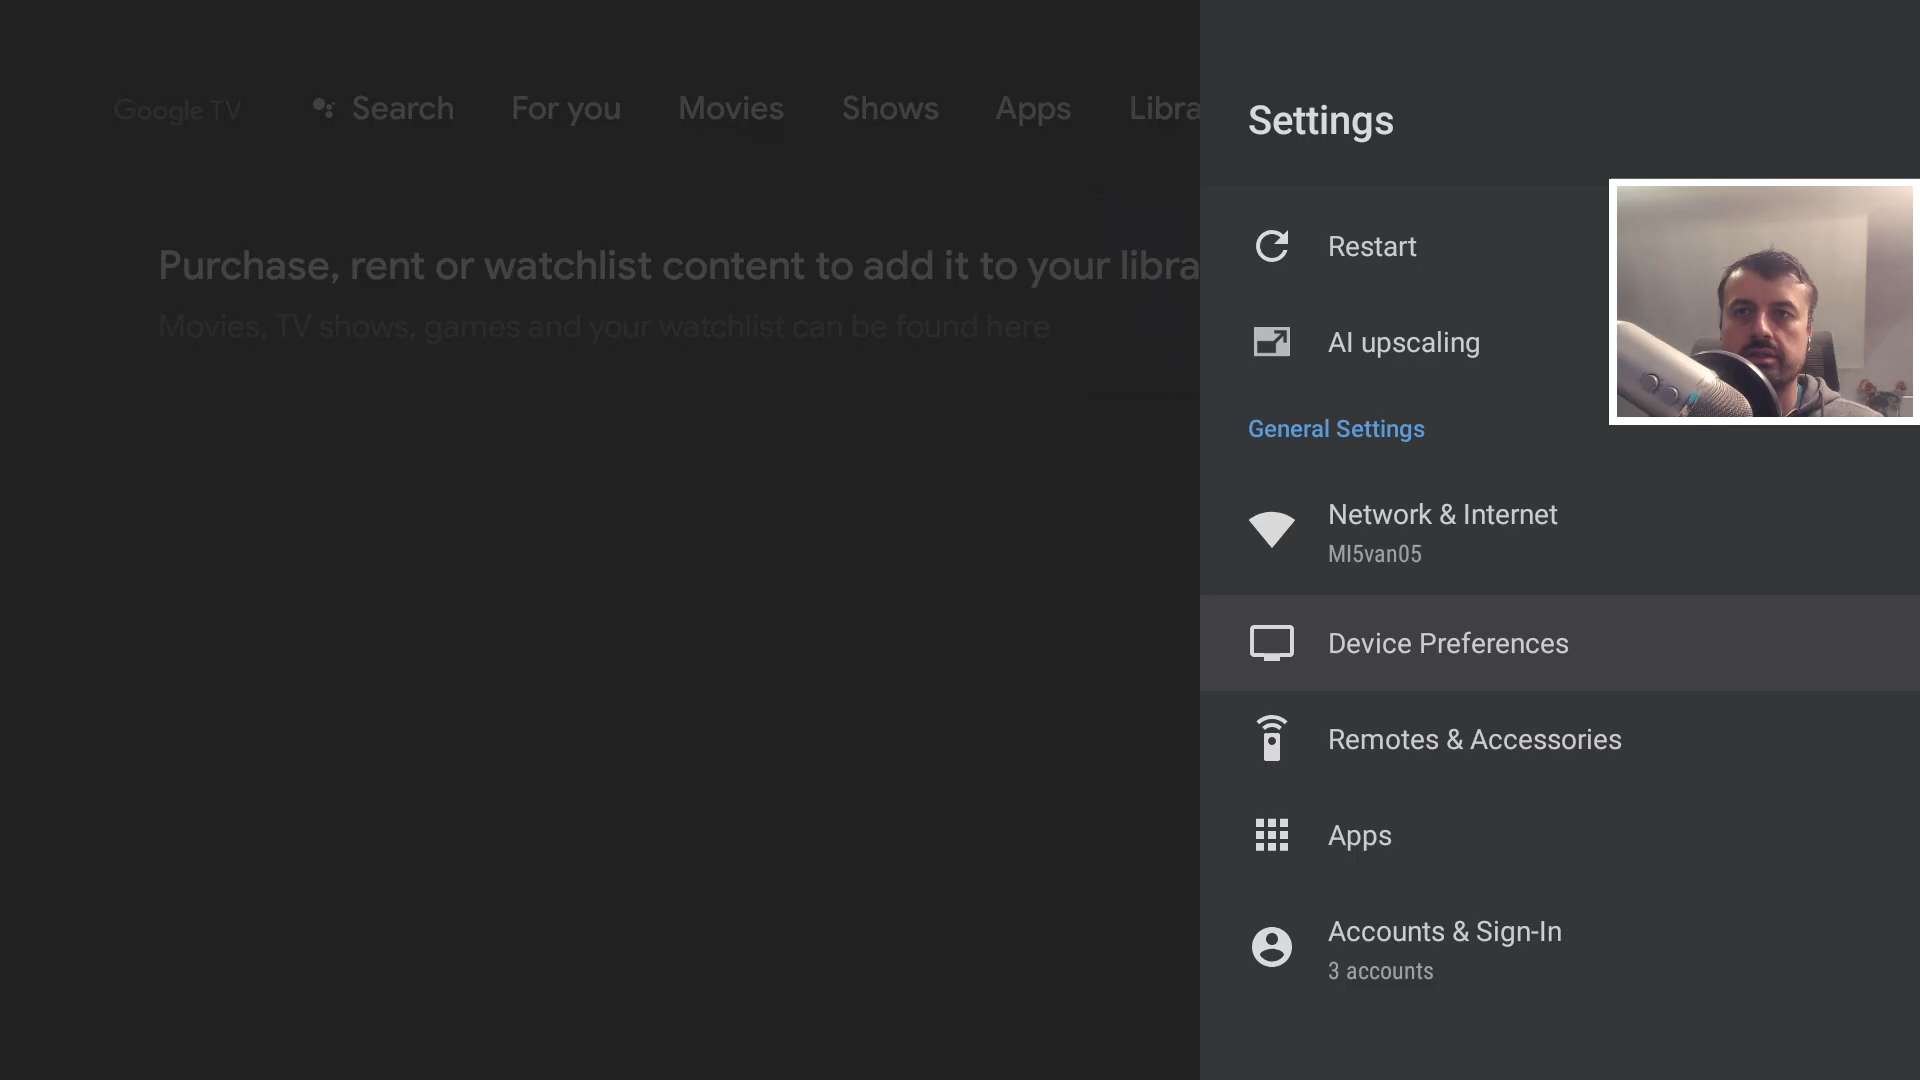 Google TV
Search
For you
Movies
Shows
Apps
Libra
Purchase, rent or watchlist content to add it to your libra
Movies, TV shows, games and your watchlist can be found here
Settings
Restart
AI upscaling
General Settings
Network & Internet
MI5van05
Device Preferences
Remotes & Accessories
Apps
Accounts & Sign-In
3 accounts